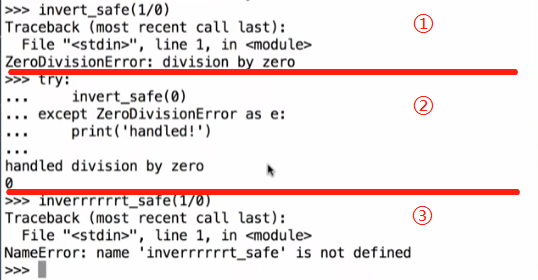 >>> invert_safe(1/0)
Traceback (most recent call last):
  File "<stdin>", line 1, in <module>
ZeroDivisionError: division by zero
①
>>> try:
...     invert_safe(0)
... except ZeroDivisionError as e:
...     print('handled!')
...
handled division by zero
0
②
>>> inverrrrrrt_safe(1/0)
Traceback (most recent call last):
  File "<stdin>", line 1, in <module>
NameError: name 'inverrrrrrt_safe' is not defined
>>>
③